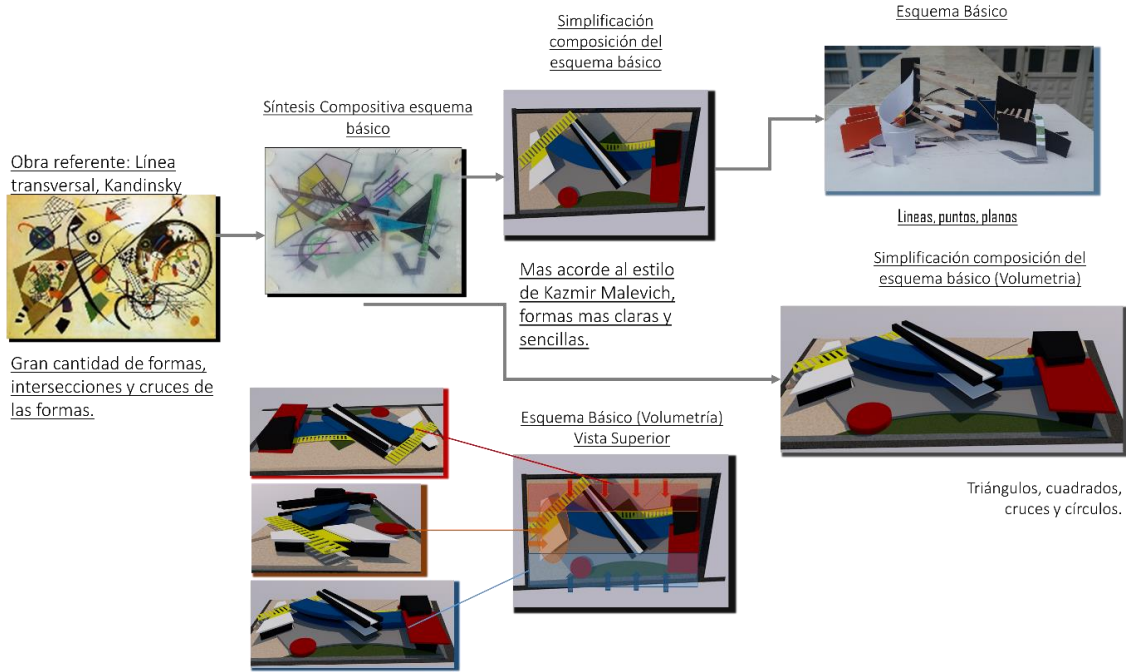 Obra referente: Línea
transversal, Kandinsky
Gran cantidad de formas,
intersecciones y cruces de
las formas.
Síntesis Compositiva esquema
básico
Simplificación
composición del
esquema básico
Mas acorde al estilo
de Kazmir Malevich,
formas mas claras y
sencillas.
Esquema Básico
Lineas, puntos, planos
Simplificación composición del
esquema básico (Volumetria)
Triángulos, cuadrados,
cruces y círculos.
Esquema Básico (Volumetría)
Vista Superior